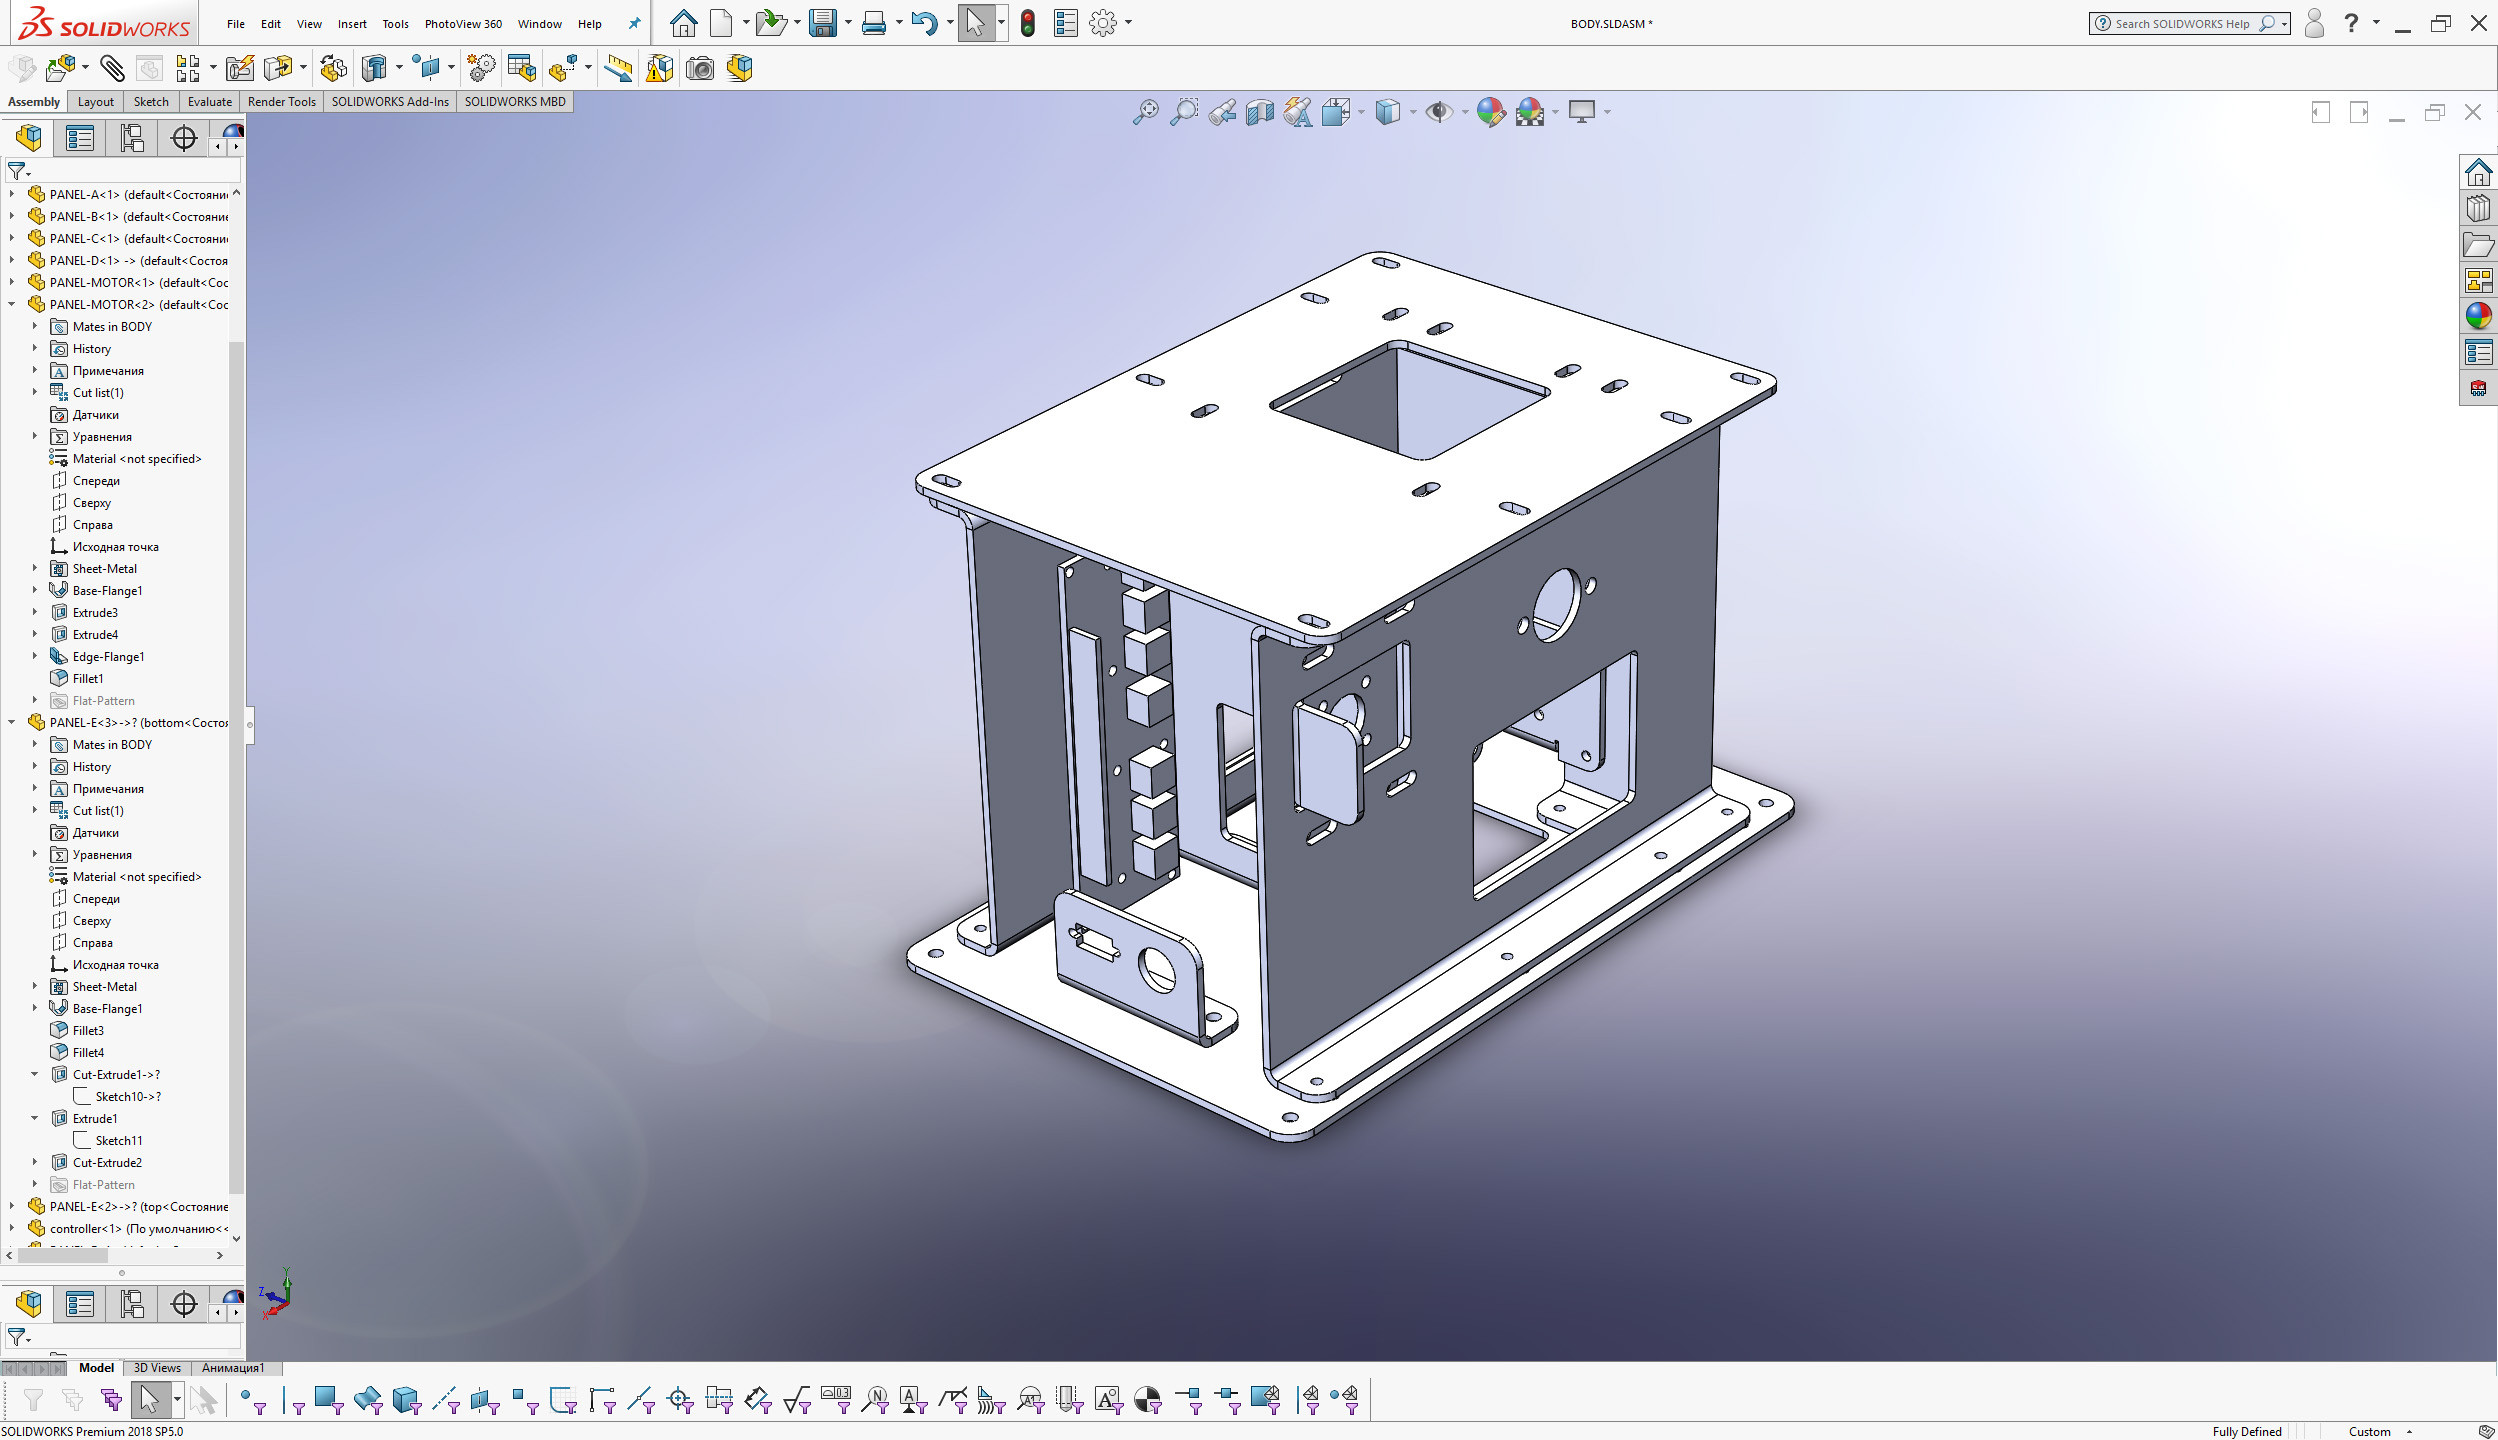 SOLIDWORKS
File Edit View Insert Tools PhotoView 360 Window Help
BODY.SLDASM *
Search SOLIDWORKS Help
Assembly Layout Sketch Evaluate Render Tools SOLIDWORKS Add-Ins SOLIDWORKS MBD
PANEL-A<1> (default<Состояни
PANEL-B<1> (default<Состояние
PANEL-C<1> (default<Состояни
PANEL-D<1> -> (default<Состоя
PANEL-MOTOR<1> (default<Сос
PANEL-MOTOR<2> (default<Сос
Mates in BODY
History
Примечания
Cut list(1)
Датчики
Уравнения
Material <not specified>
Спереди
Сверху
Справа
Исходная точка
Sheet-Metal
Base-Flange1
Extrude3
Extrude4
Edge-Flange1
Fillet1
Flat-Pattern
PANEL-E<3>->? (bottom<Состоя
Mates in BODY
History
Примечания
Cut list(1)
Датчики
Уравнения
Material <not specified>
Спереди
Сверху
Справа
Исходная точка
Sheet-Metal
Base-Flange1
Fillet3
Fillet4
Cut-Extrude1->?
Sketch10->?
Extrude1
Sketch11
Cut-Extrude2
Flat-Pattern
PANEL-E<2>->? (top<Состояние
controller<1> (По умолчанию<<
Y
Z
X
Model 3D Views Анимация1
SOLIDWORKS Premium 2018 SP5.0
Fully Defined
Custom